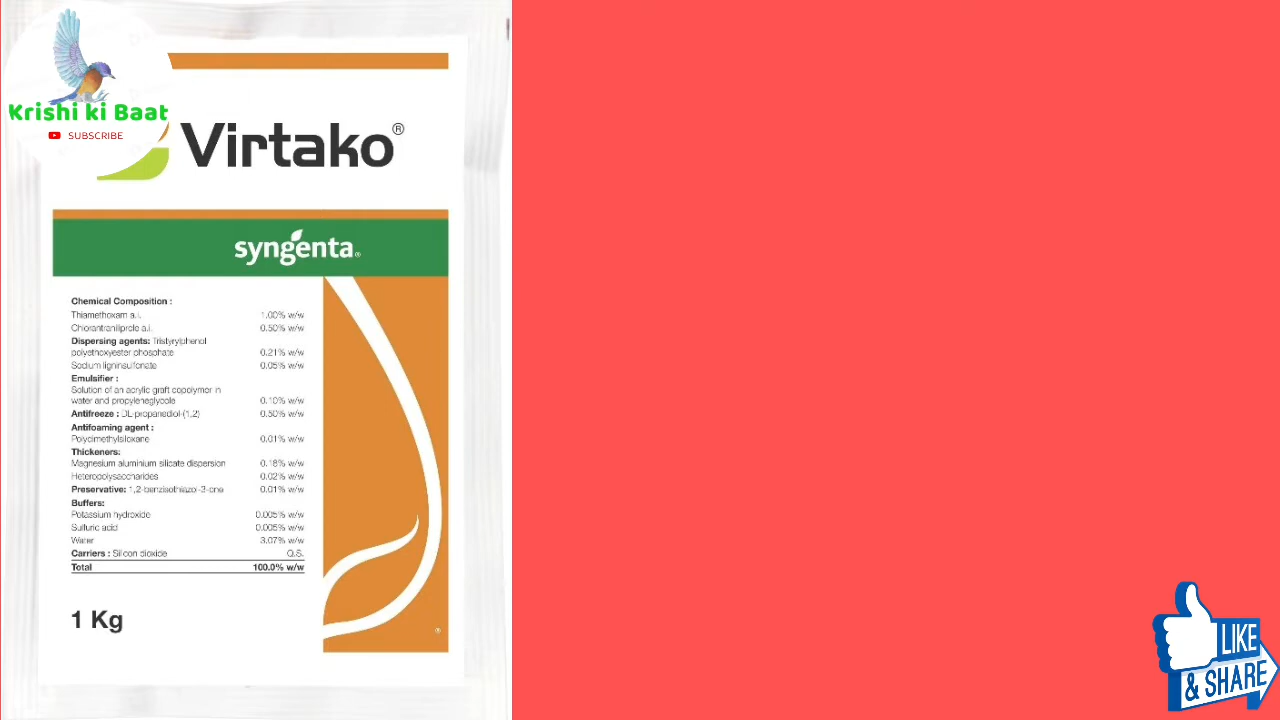 Krishi ki Baat
SUBSCRIBE
Virtako®
syngenta®
Chemical Composition :
Thiamethoxam a.i. 1.00% w/w
Chlorantraniliprole a.i. 0.50% w/w
Dispersing agents: Tristyrylphenol
polyethoxyester phosphate 0.21% w/w
Sodium ligninsulfonate 0.05% w/w
Emulsifier :
Solution of an acrylic graft copolymer in
water and propyleneglycole 0.10% w/w
Antifreeze : DL-propanediol-(1,2) 0.50% w/w
Antifoaming agent :
Polydimethylsiloxane 0.01% w/w
Thickeners:
Magnesium aluminium silicate dispersion 0.18% w/w
Heteropolysaccharides 0.02% w/w
Preservative: 1,2-benzisothiazol-3-one 0.01% w/w
Buffers:
Potassium hydroxide 0.005% w/w
Sulfuric acid 0.005% w/w
Water 3.07% w/w
Carriers : Silicon dioxide Q.S.
Total 100.0% w/w
1 Kg
®
LIKE
& SHARE